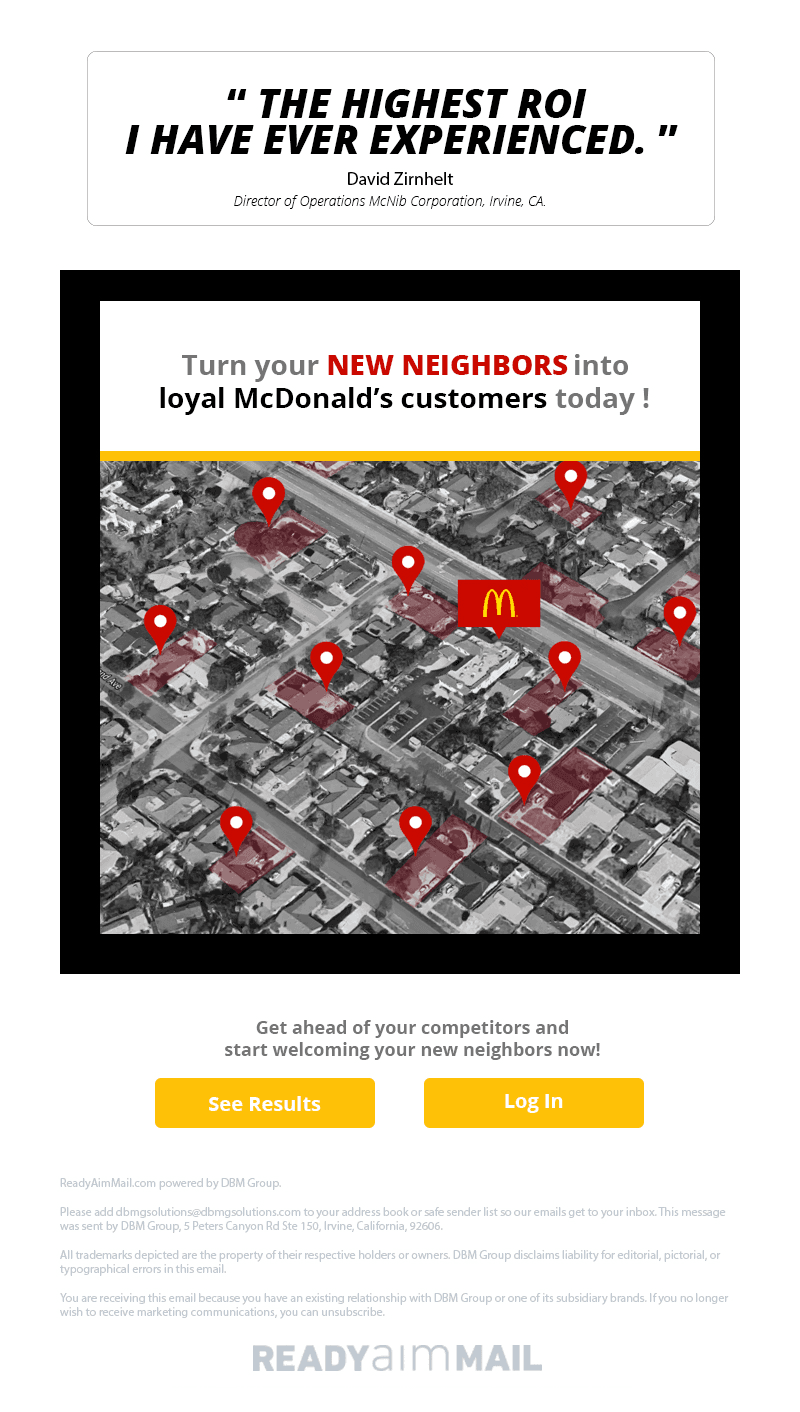 “ THE HIGHEST ROI
I HAVE EVER EXPERIENCED. ”
David Zirnhelt
Director of Operations McNib Corporation, Irvine, CA.
Turn your NEW NEIGHBORS into
loyal McDonald’s customers today !
Get ahead of your competitors and
start welcoming your new neighbors now!
See Results
Log In
ReadyAimMail.com powered by DBM Group.
Please add dbmgsolutions@dbmgsolutions.com to your address book or safe sender list so our emails get to your inbox. This message
was sent by DBM Group, 5 Peters Canyon Rd Ste 150, Irvine, California, 92606.
All trademarks depicted are the property of their respective holders or owners. DBM Group disclaims liability for editorial, pictorial, or
typographical errors in this email.
You are receiving this email because you have an existing relationship with DBM Group or one of its subsidiary brands. If you no longer
wish to receive marketing communications, you can unsubscribe.
READYaimMAIL